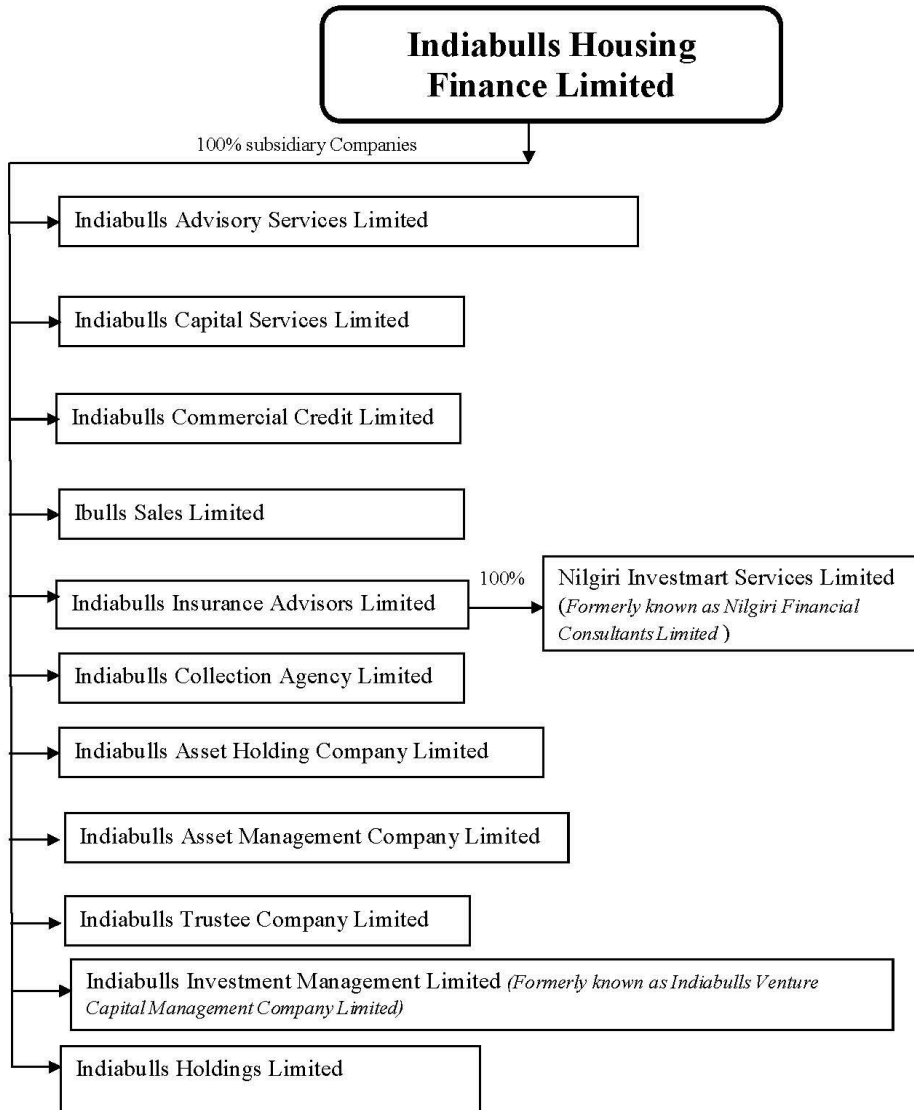 Indiabulls Housing
Finance Limited
100% subsidiary Companies
Indiabulls Advisory Services Limited
Indiabulls Capital Services Limited
Indiabulls Commercial Credit Limited
Ibulls Sales Limited
Indiabulls Insurance Advisors Limited
100%
Nilgiri Investmart Services Limited
(Formerly known as Nilgiri Financial
Consultants Limited )
Indiabulls Collection Agency Limited
Indiabulls Asset Holding Company Limited
Indiabulls Asset Management Company Limited
Indiabulls Trustee Company Limited
Indiabulls Investment Management Limited (Formerly known as Indiabulls Venture
Capital Management Company Limited)
Indiabulls Holdings Limited